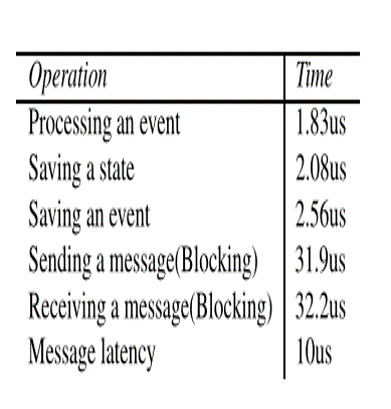 Operation Time
Processing an event 1.83us
Saving a state 2.08us
Saving an event 2.56us
Sending a message(Blocking) 31.9us
Receiving a message(Blocking) 32.2us
Message latency 10us